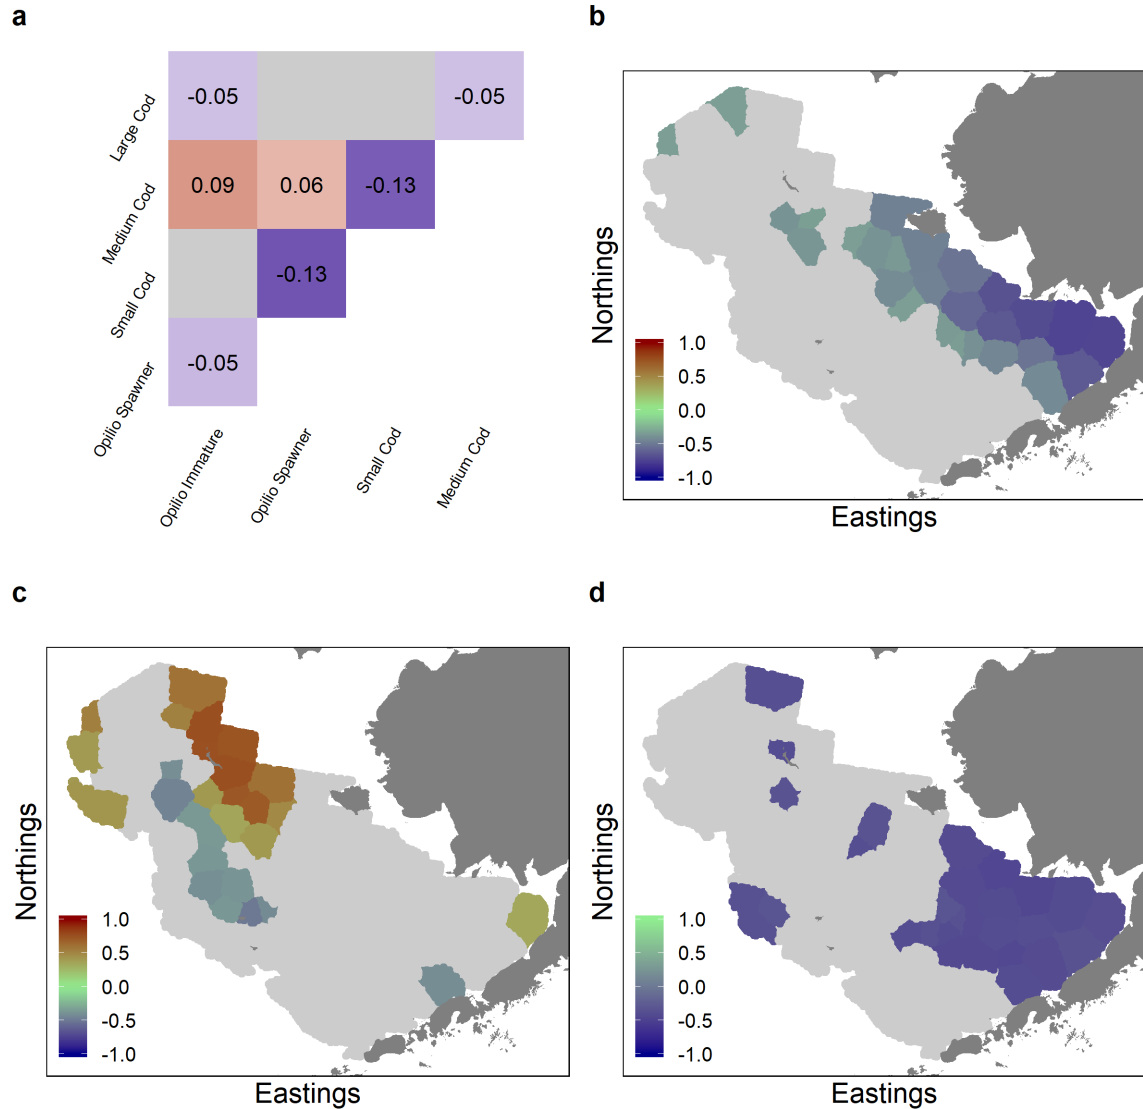 a
Large Cod
-0.05
-0.05
Medium Cod
0.09
0.06
-0.13
Small Cod
-0.13
Opilio Spawner
-0.05
Opilio Immature
Opilio Spawner
Small Cod
Medium Cod
b
Northings
1.0
0.5
0.0
-0.5
-1.0
Eastings
c
Northings
1.0
0.5
0.0
-0.5
-1.0
Eastings
d
Northings
1.0
0.5
0.0
-0.5
-1.0
Eastings